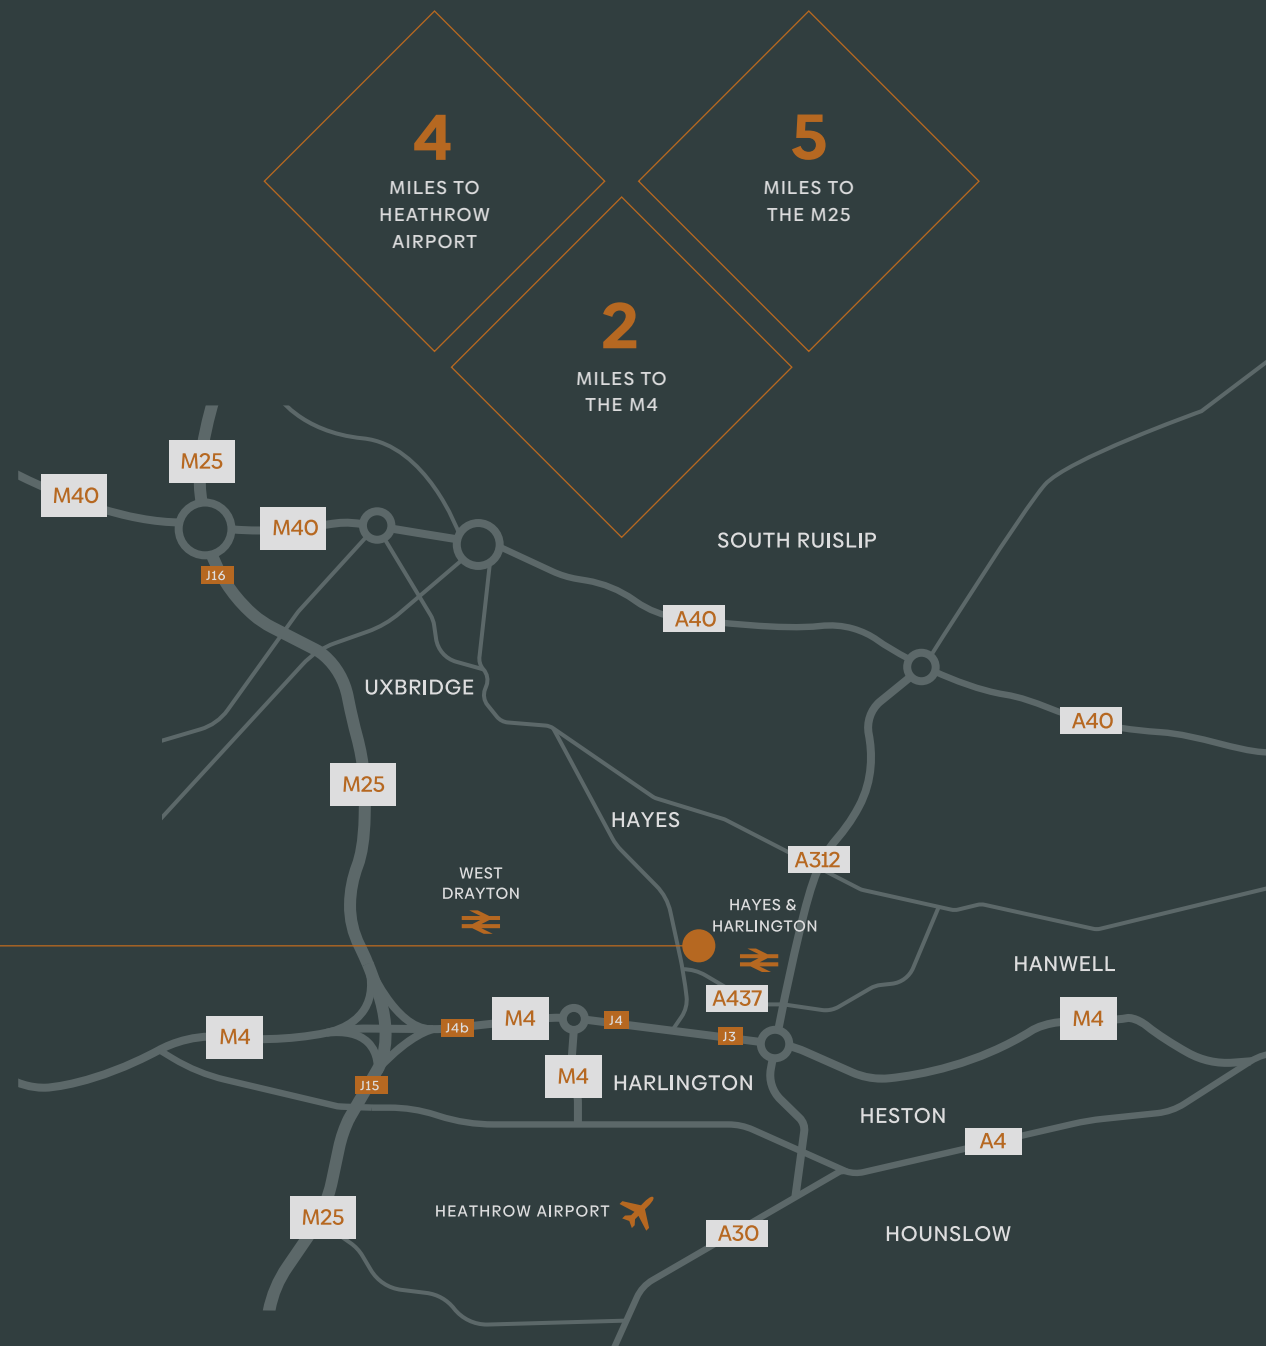 4
MILES TO
HEATHROW
AIRPORT
5
MILES TO
THE M25
2
MILES TO
THE M4
M25
M40
M40
SOUTH RUISLIP
J16
A40
UXBRIDGE
A40
M25
HAYES
A312
WEST
DRAYTON
HAYES &
HARLINGTON
HANWELL
A437
M4
M4
J4
M4
J4b
J3
M4
M4
HARLINGTON
J15
HESTON
A4
HEATHROW AIRPORT
M25
A30
HOUNSLOW